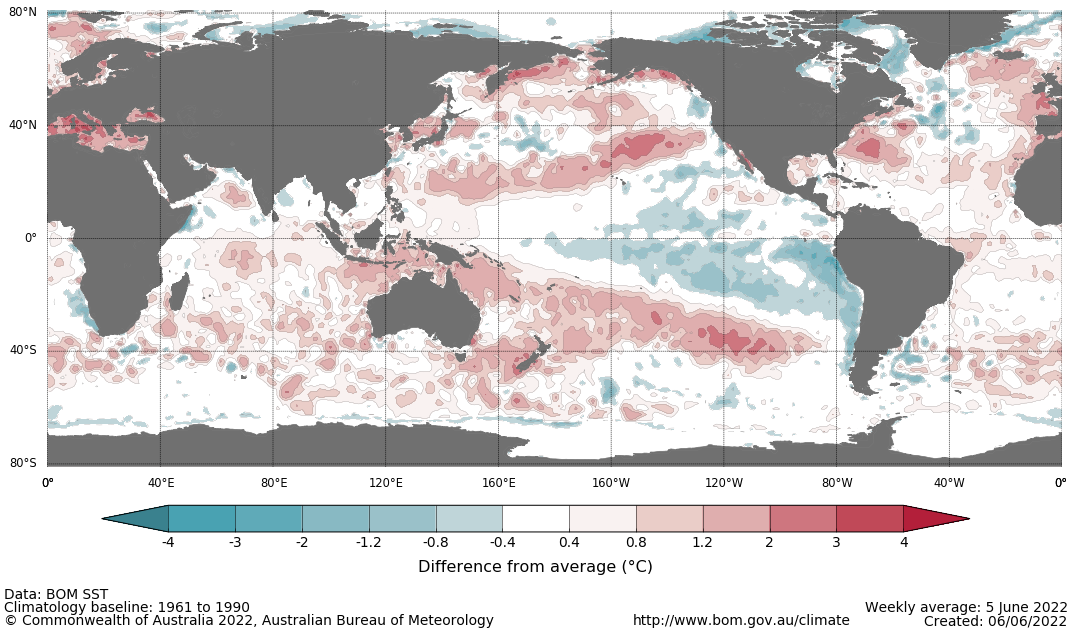 80°N
40°N
0°
40°S
80°S
0° 40°E 80°E 120°E 160°E 160°W 120°W 80°W 40°W 0°
-4 -3 -2 -1.2 -0.8 -0.4 0.4 0.8 1.2 2 3 4
Difference from average (°C)
Data: BOM SST
Climatology baseline: 1961 to 1990
© Commonwealth of Australia 2022, Australian Bureau of Meteorology
http://www.bom.gov.au/climate
Weekly average: 5 June 2022
Created: 06/06/2022